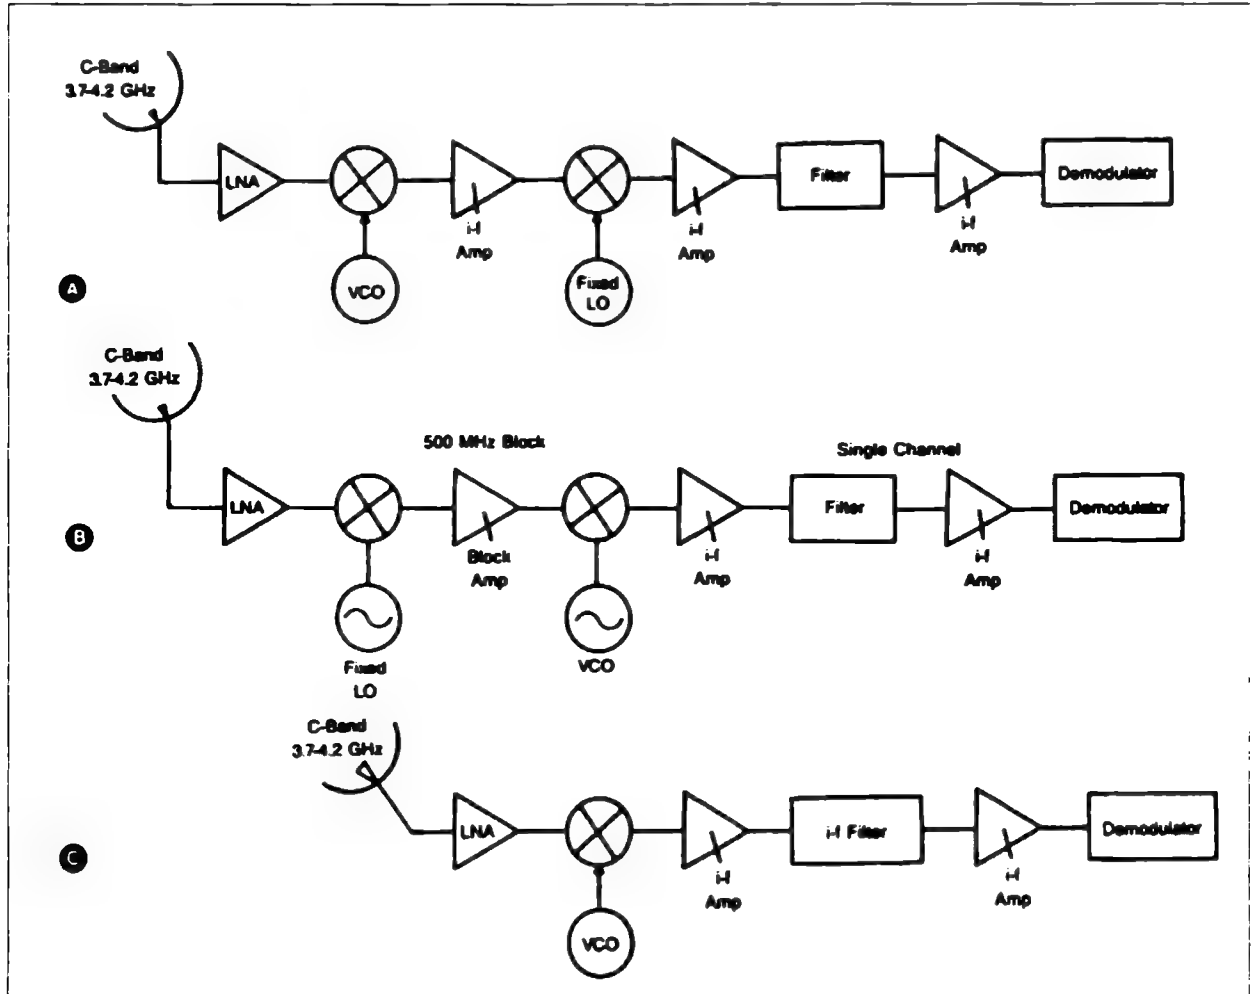 C-Band
3.7-4.2 GHz
LNA
i-f
Amp
i-f
Amp
Filter
i-f
Amp
Demodulator
VCO
Fixed
LO
A
C-Band
3.7-4.2 GHz
500 MHz Block
Single Channel
LNA
Block
Amp
i-f
Amp
Filter
i-f
Amp
Demodulator
B
Fixed
LO
VCO
C-Band
3.7-4.2 GHz
LNA
i-f
Amp
i-f Filter
i-f
Amp
Demodulator
C
VCO